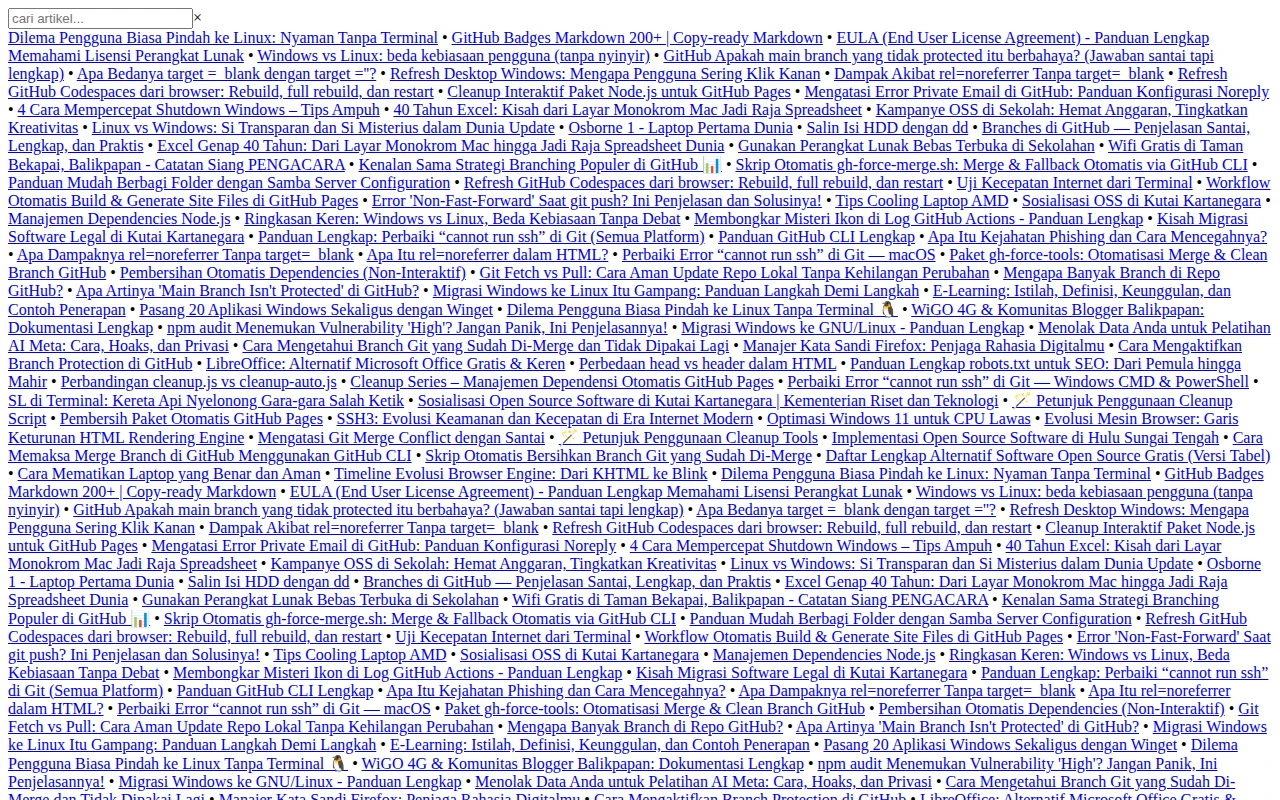 cari artikel... ×
Dilema Pengguna Biasa Pindah ke Linux: Nyaman Tanpa Terminal • GitHub Badges Markdown 200+ | Copy-ready Markdown • EULA (End User License Agreement) - Panduan Lengkap
Memahami Lisensi Perangkat Lunak • Windows vs Linux: beda kebiasaan pengguna (tanpa nyinyir) • GitHub Apakah main branch yang tidak protected itu berbahaya? (Jawaban santai tapi
lengkap) • Apa Bedanya target =_blank dengan target =''? • Refresh Desktop Windows: Mengapa Pengguna Sering Klik Kanan • Dampak Akibat rel=noreferrer Tanpa target=_blank • Refresh
GitHub Codespaces dari browser: Rebuild, full rebuild, dan restart • Cleanup Interaktif Paket Node.js untuk GitHub Pages • Mengatasi Error Private Email di GitHub: Panduan Konfigurasi Noreply
• 4 Cara Mempercepat Shutdown Windows – Tips Ampuh • 40 Tahun Excel: Kisah dari Layar Monokrom Mac Jadi Raja Spreadsheet • Kampanye OSS di Sekolah: Hemat Anggaran, Tingkatkan
Kreativitas • Linux vs Windows: Si Transparan dan Si Misterius dalam Dunia Update • Osborne 1 - Laptop Pertama Dunia • Salin Isi HDD dengan dd • Branches di GitHub — Penjelasan Santai,
Lengkap, dan Praktis • Excel Genap 40 Tahun: Dari Layar Monokrom Mac hingga Jadi Raja Spreadsheet Dunia • Gunakan Perangkat Lunak Bebas Terbuka di Sekolahan • Wifi Gratis di Taman
Bekapai, Balikpapan - Catatan Siang PENGACARA • Kenalan Sama Strategi Branching Populer di GitHub 📊 • Skrip Otomatis gh-force-merge.sh: Merge & Fallback Otomatis via GitHub CLI •
Panduan Mudah Berbagi Folder dengan Samba Server Configuration • Refresh GitHub Codespaces dari browser: Rebuild, full rebuild, dan restart • Uji Kecepatan Internet dari Terminal • Workflow
Otomatis Build & Generate Site Files di GitHub Pages • Error 'Non-Fast-Forward' Saat git push? Ini Penjelasan dan Solusinya! • Tips Cooling Laptop AMD • Sosialisasi OSS di Kutai Kartanegara •
Manajemen Dependencies Node.js • Ringkasan Keren: Windows vs Linux, Beda Kebiasaan Tanpa Debat • Membongkar Misteri Ikon di Log GitHub Actions - Panduan Lengkap • Kisah Migrasi
Software Legal di Kutai Kartanegara • Panduan Lengkap: Perbaiki “cannot run ssh” di Git (Semua Platform) • Panduan GitHub CLI Lengkap • Apa Itu Kejahatan Phishing dan Cara Mencegahnya?
• Apa Dampaknya rel=noreferrer Tanpa target=_blank • Apa Itu rel=noreferrer dalam HTML? • Perbaiki Error “cannot run ssh” di Git — macOS • Paket gh-force-tools: Otomatisasi Merge & Clean
Branch GitHub • Pembersihan Otomatis Dependencies (Non-Interaktif) • Git Fetch vs Pull: Cara Aman Update Repo Lokal Tanpa Kehilangan Perubahan • Mengapa Banyak Branch di Repo
GitHub? • Apa Artinya 'Main Branch Isn't Protected' di GitHub? • Migrasi Windows ke Linux Itu Gampang: Panduan Langkah Demi Langkah • E-Learning: Istilah, Definisi, Keunggulan, dan
Contoh Penerapan • Pasang 20 Aplikasi Windows Sekaligus dengan Winget • Dilema Pengguna Biasa Pindah ke Linux Tanpa Terminal 🐧 • WiGO 4G & Komunitas Blogger Balikpapan:
Dokumentasi Lengkap • npm audit Menemukan Vulnerability 'High'? Jangan Panik, Ini Penjelasannya! • Migrasi Windows ke GNU/Linux - Panduan Lengkap • Menolak Data Anda untuk Pelatihan
AI Meta: Cara, Hoaks, dan Privasi • Cara Mengetahui Branch Git yang Sudah Di-Merge dan Tidak Dipakai Lagi • Manajer Kata Sandi Firefox: Penjaga Rahasia Digitalmu • Cara Mengaktifkan
Branch Protection di GitHub • LibreOffice: Alternatif Microsoft Office Gratis & Keren • Perbedaan head vs header dalam HTML • Panduan Lengkap robots.txt untuk SEO: Dari Pemula hingga
Mahir • Perbandingan cleanup.js vs cleanup-auto.js • Cleanup Series – Manajemen Dependensi Otomatis GitHub Pages • Perbaiki Error “cannot run ssh” di Git — Windows CMD & PowerShell •
SL di Terminal: Kereta Api Nyelonong Gara-gara Salah Ketik • Sosialisasi Open Source Software di Kutai Kartanegara | Kementerian Riset dan Teknologi • 🪄 Petunjuk Penggunaan Cleanup
Script • Pembersih Paket Otomatis GitHub Pages • SSH3: Evolusi Keamanan dan Kecepatan di Era Internet Modern • Optimasi Windows 11 untuk CPU Lawas • Evolusi Mesin Browser: Garis
Keturunan HTML Rendering Engine • Mengatasi Git Merge Conflict dengan Santai • 🪄 Petunjuk Penggunaan Cleanup Tools • Implementasi Open Source Software di Hulu Sungai Tengah • Cara
Memaksa Merge Branch di GitHub Menggunakan GitHub CLI • Skrip Otomatis Bersihkan Branch Git yang Sudah Di-Merge • Daftar Lengkap Alternatif Software Open Source Gratis (Versi Tabel)
• Cara Mematikan Laptop yang Benar dan Aman • Timeline Evolusi Browser Engine: Dari KHTML ke Blink • Dilema Pengguna Biasa Pindah ke Linux: Nyaman Tanpa Terminal • GitHub Badges
Markdown 200+ | Copy-ready Markdown • EULA (End User License Agreement) - Panduan Lengkap Memahami Lisensi Perangkat Lunak • Windows vs Linux: beda kebiasaan pengguna (tanpa
nyinyir) • GitHub Apakah main branch yang tidak protected itu berbahaya? (Jawaban santai tapi lengkap) • Apa Bedanya target =_blank dengan target =''? • Refresh Desktop Windows: Mengapa
Pengguna Sering Klik Kanan • Dampak Akibat rel=noreferrer Tanpa target=_blank • Refresh GitHub Codespaces dari browser: Rebuild, full rebuild, dan restart • Cleanup Interaktif Paket Node.js
untuk GitHub Pages • Mengatasi Error Private Email di GitHub: Panduan Konfigurasi Noreply • 4 Cara Mempercepat Shutdown Windows – Tips Ampuh • 40 Tahun Excel: Kisah dari Layar
Monokrom Mac Jadi Raja Spreadsheet • Kampanye OSS di Sekolah: Hemat Anggaran, Tingkatkan Kreativitas • Linux vs Windows: Si Transparan dan Si Misterius dalam Dunia Update • Osborne
1 - Laptop Pertama Dunia • Salin Isi HDD dengan dd • Branches di GitHub — Penjelasan Santai, Lengkap, dan Praktis • Excel Genap 40 Tahun: Dari Layar Monokrom Mac hingga Jadi Raja
Spreadsheet Dunia • Gunakan Perangkat Lunak Bebas Terbuka di Sekolahan • Wifi Gratis di Taman Bekapai, Balikpapan - Catatan Siang PENGACARA • Kenalan Sama Strategi Branching
Populer di GitHub 📊 • Skrip Otomatis gh-force-merge.sh: Merge & Fallback Otomatis via GitHub CLI • Panduan Mudah Berbagi Folder dengan Samba Server Configuration • Refresh GitHub
Codespaces dari browser: Rebuild, full rebuild, dan restart • Uji Kecepatan Internet dari Terminal • Workflow Otomatis Build & Generate Site Files di GitHub Pages • Error 'Non-Fast-Forward' Saat
git push? Ini Penjelasan dan Solusinya! • Tips Cooling Laptop AMD • Sosialisasi OSS di Kutai Kartanegara • Manajemen Dependencies Node.js • Ringkasan Keren: Windows vs Linux, Beda
Kebiasaan Tanpa Debat • Membongkar Misteri Ikon di Log GitHub Actions - Panduan Lengkap • Kisah Migrasi Software Legal di Kutai Kartanegara • Panduan Lengkap: Perbaiki “cannot run ssh”
di Git (Semua Platform) • Panduan GitHub CLI Lengkap • Apa Itu Kejahatan Phishing dan Cara Mencegahnya? • Apa Dampaknya rel=noreferrer Tanpa target=_blank • Apa Itu rel=noreferrer
dalam HTML? • Perbaiki Error “cannot run ssh” di Git — macOS • Paket gh-force-tools: Otomatisasi Merge & Clean Branch GitHub • Pembersihan Otomatis Dependencies (Non-Interaktif) • Git
Fetch vs Pull: Cara Aman Update Repo Lokal Tanpa Kehilangan Perubahan • Mengapa Banyak Branch di Repo GitHub? • Apa Artinya 'Main Branch Isn't Protected' di GitHub? • Migrasi Windows
ke Linux Itu Gampang: Panduan Langkah Demi Langkah • E-Learning: Istilah, Definisi, Keunggulan, dan Contoh Penerapan • Pasang 20 Aplikasi Windows Sekaligus dengan Winget • Dilema
Pengguna Biasa Pindah ke Linux Tanpa Terminal 🐧 • WiGO 4G & Komunitas Blogger Balikpapan: Dokumentasi Lengkap • npm audit Menemukan Vulnerability 'High'? Jangan Panik, Ini
Penjelasannya! • Migrasi Windows ke GNU/Linux - Panduan Lengkap • Menolak Data Anda untuk Pelatihan AI Meta: Cara, Hoaks, dan Privasi • Cara Mengetahui Branch Git yang Sudah Di-
Merge dan Tidak Dipakai Lagi • Manajer Kata Sandi Firefox: Penjaga Rahasia Digitalmu • Cara Mengaktifkan Branch Protection di GitHub • LibreOffice: Alternatif Microsoft Office Gratis &